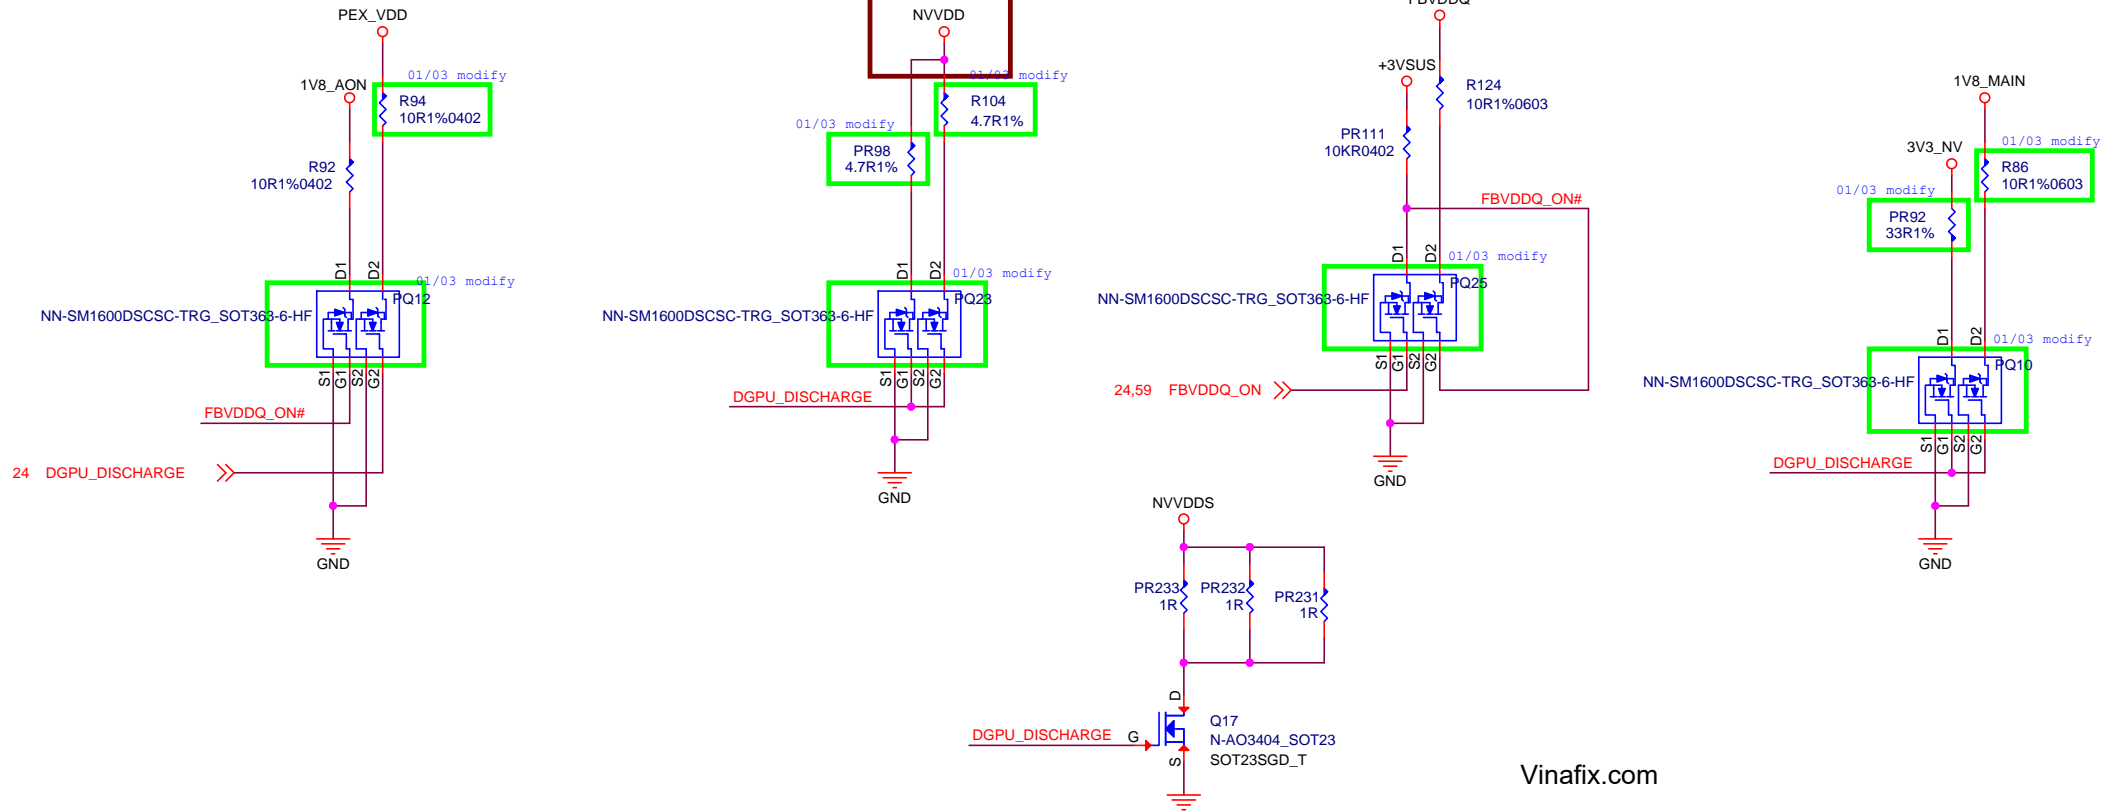 PEX_VDD
1V8_AON
01/03 modify
R94
10R1%0402
R92
10R1%0402
D1
D2
01/03 modify
PQ12
NN-SM1600DSCSC-TRG_SOT363-6-HF
S1
G1
S2
G2
FBVDDQ_ON#
24 DGPU_DISCHARGE
GND
NVVDD
01/03 modify
R104
4.7R1%
01/03 modify
PR98
4.7R1%
D1
D2
01/03 modify
PQ23
NN-SM1600DSCSC-TRG_SOT363-6-HF
S1
G1
S2
G2
DGPU_DISCHARGE
GND
FBVDDQ
+3VSUS
R124
10R1%0603
PR111
10KR0402
FBVDDQ_ON#
D1
D2
01/03 modify
PQ25
NN-SM1600DSCSC-TRG_SOT363-6-HF
S1
G1
S2
G2
24,59 FBVDDQ_ON
GND
1V8_MAIN
01/03 modify
3V3_NV
R86
10R1%0603
01/03 modify
PR92
33R1%
D1
D2
01/03 modify
PQ10
NN-SM1600DSCSC-TRG_SOT363-6-HF
S1
G1
S2
G2
DGPU_DISCHARGE
GND
NVVDDS
PR233
1R
PR232
1R
PR231
1R
D
DGPU_DISCHARGE
G
S
Q17
N-AO3404_SOT23
SOT23SGD_T
Vinafix.com